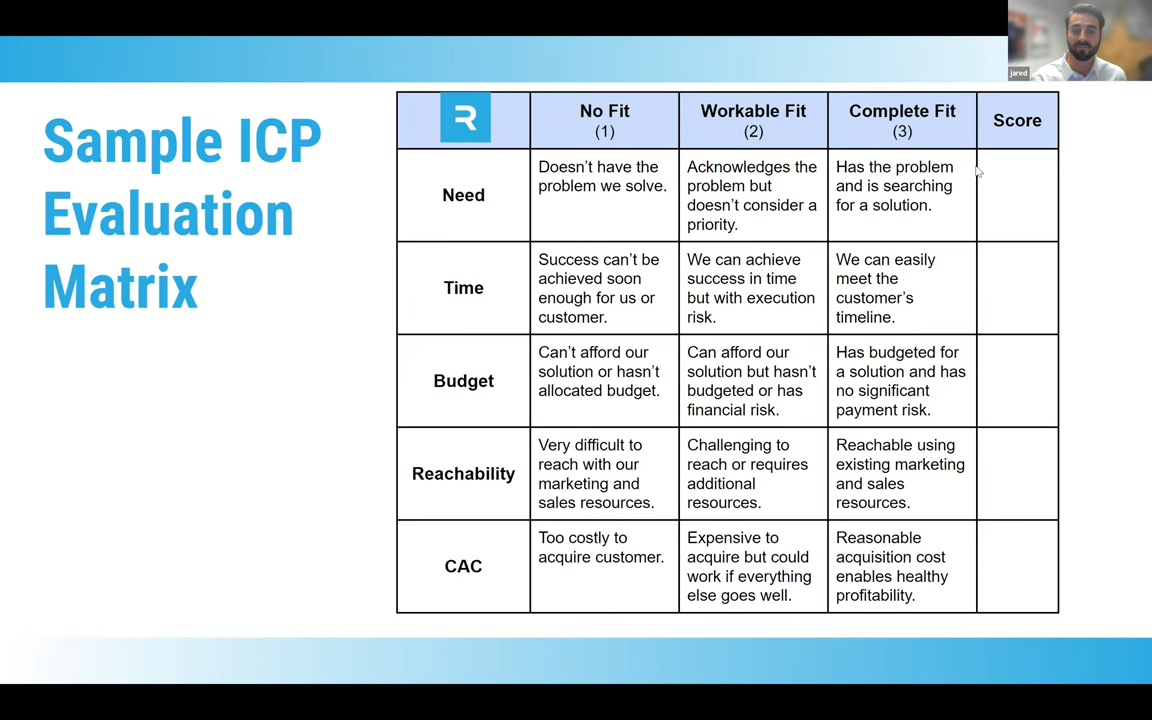 jared
Sample ICP
Evaluation
Matrix
R
No Fit
(1)
Workable Fit
(2)
Complete Fit
(3)
Score
Need
Doesn't have the
problem we solve.
Acknowledges the
problem but
doesn't consider a
priority.
Has the problem
and is searching
for a solution.
Time
Success can't be
achieved soon
enough for us or
customer.
We can achieve
success in time
but with execution
risk.
We can easily
meet the
customer's
timeline.
Budget
Can't afford our
solution or hasn't
allocated budget.
Can afford our
solution but hasn't
budgeted or has
financial risk.
Has budgeted for
a solution and has
no significant
payment risk.
Reachability
Very difficult to
reach with our
marketing and
sales resources.
Challenging to
reach or requires
additional
resources.
Reachable using
existing marketing
and sales
resources.
CAC
Too costly to
acquire customer.
Expensive to
acquire but could
work if everything
else goes well.
Reasonable
acquisition cost
enables healthy
profitability.